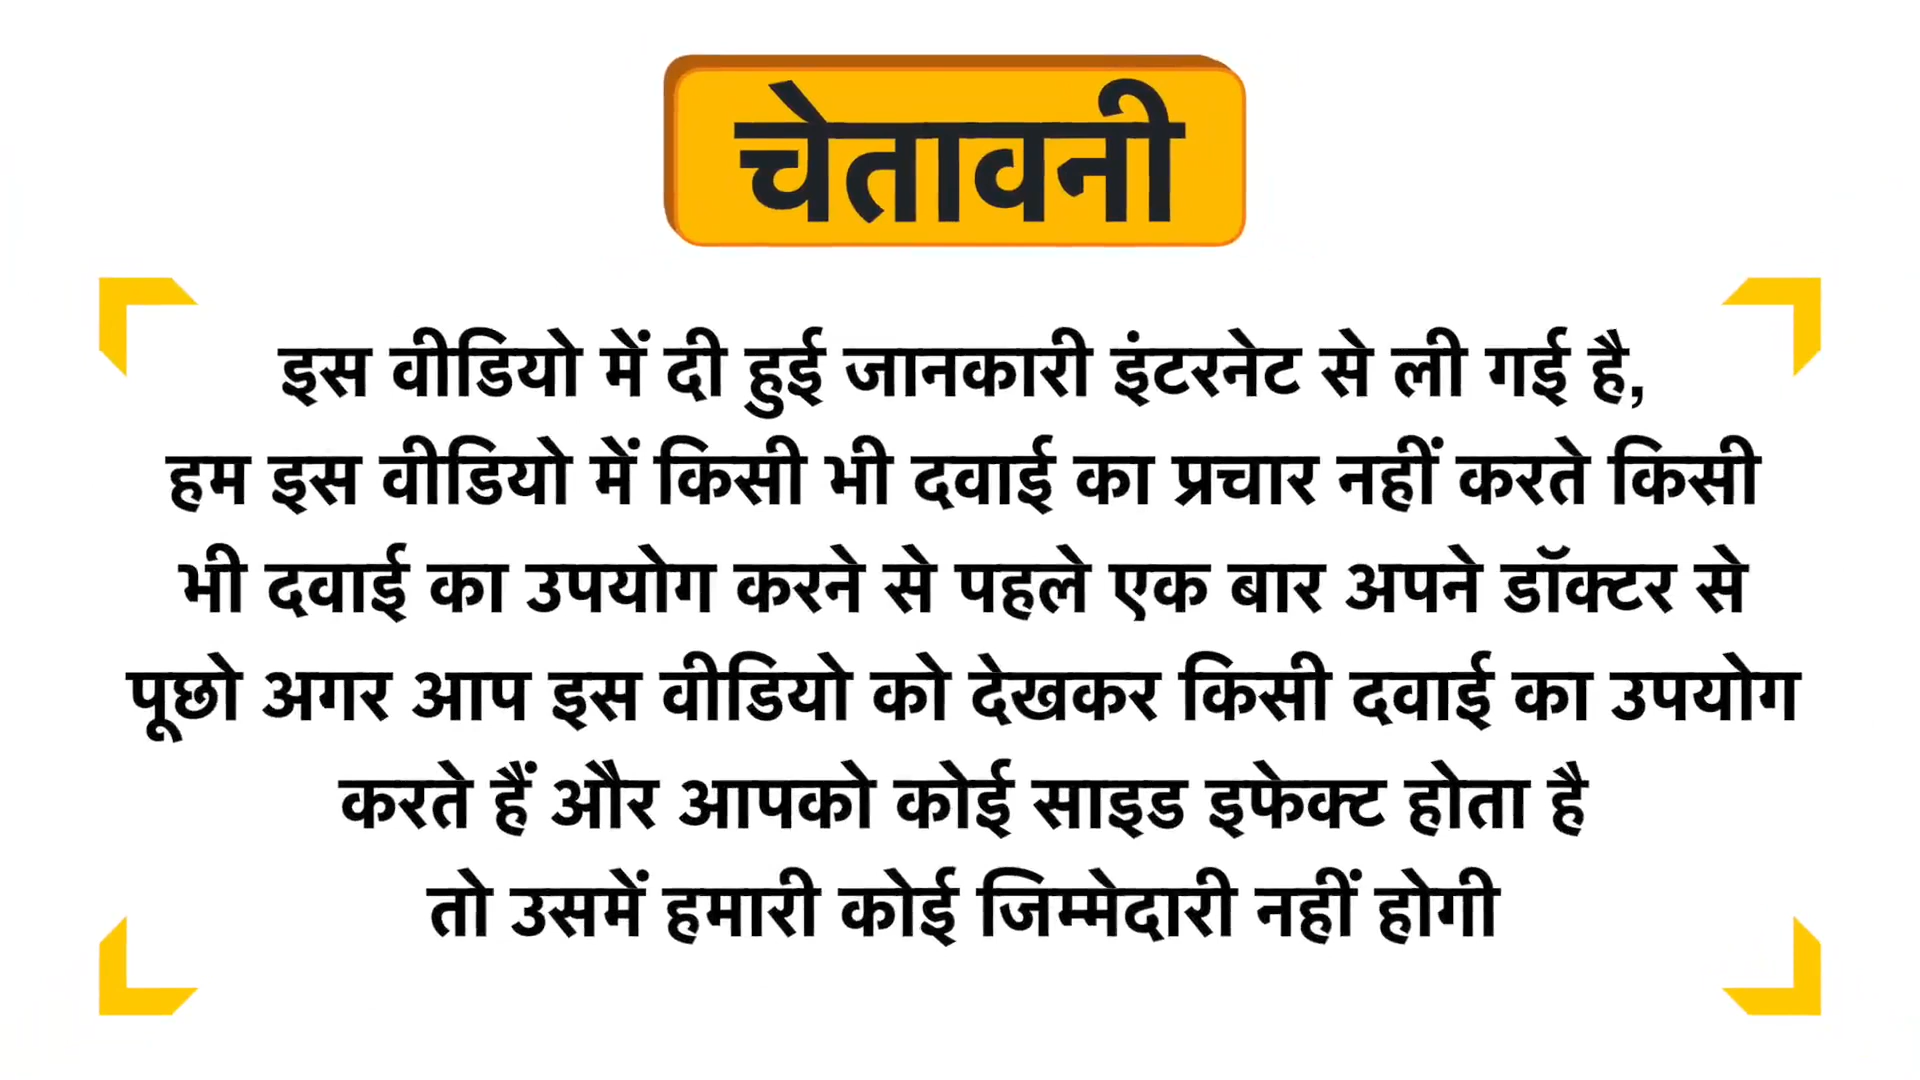 चेतावनी
इस वीडियो में दी हुई जानकारी इंटरनेट से ली गई है,
हम इस वीडियो में किसी भी दवाई का प्रचार नहीं करते किसी
भी दवाई का उपयोग करने से पहले एक बार अपने डॉक्टर से
पूछो अगर आप इस वीडियो को देखकर किसी दवाई का उपयोग
करते हैं और आपको कोई साइड इफेक्ट होता है
तो उसमें हमारी कोई जिम्मेदारी नहीं होगी